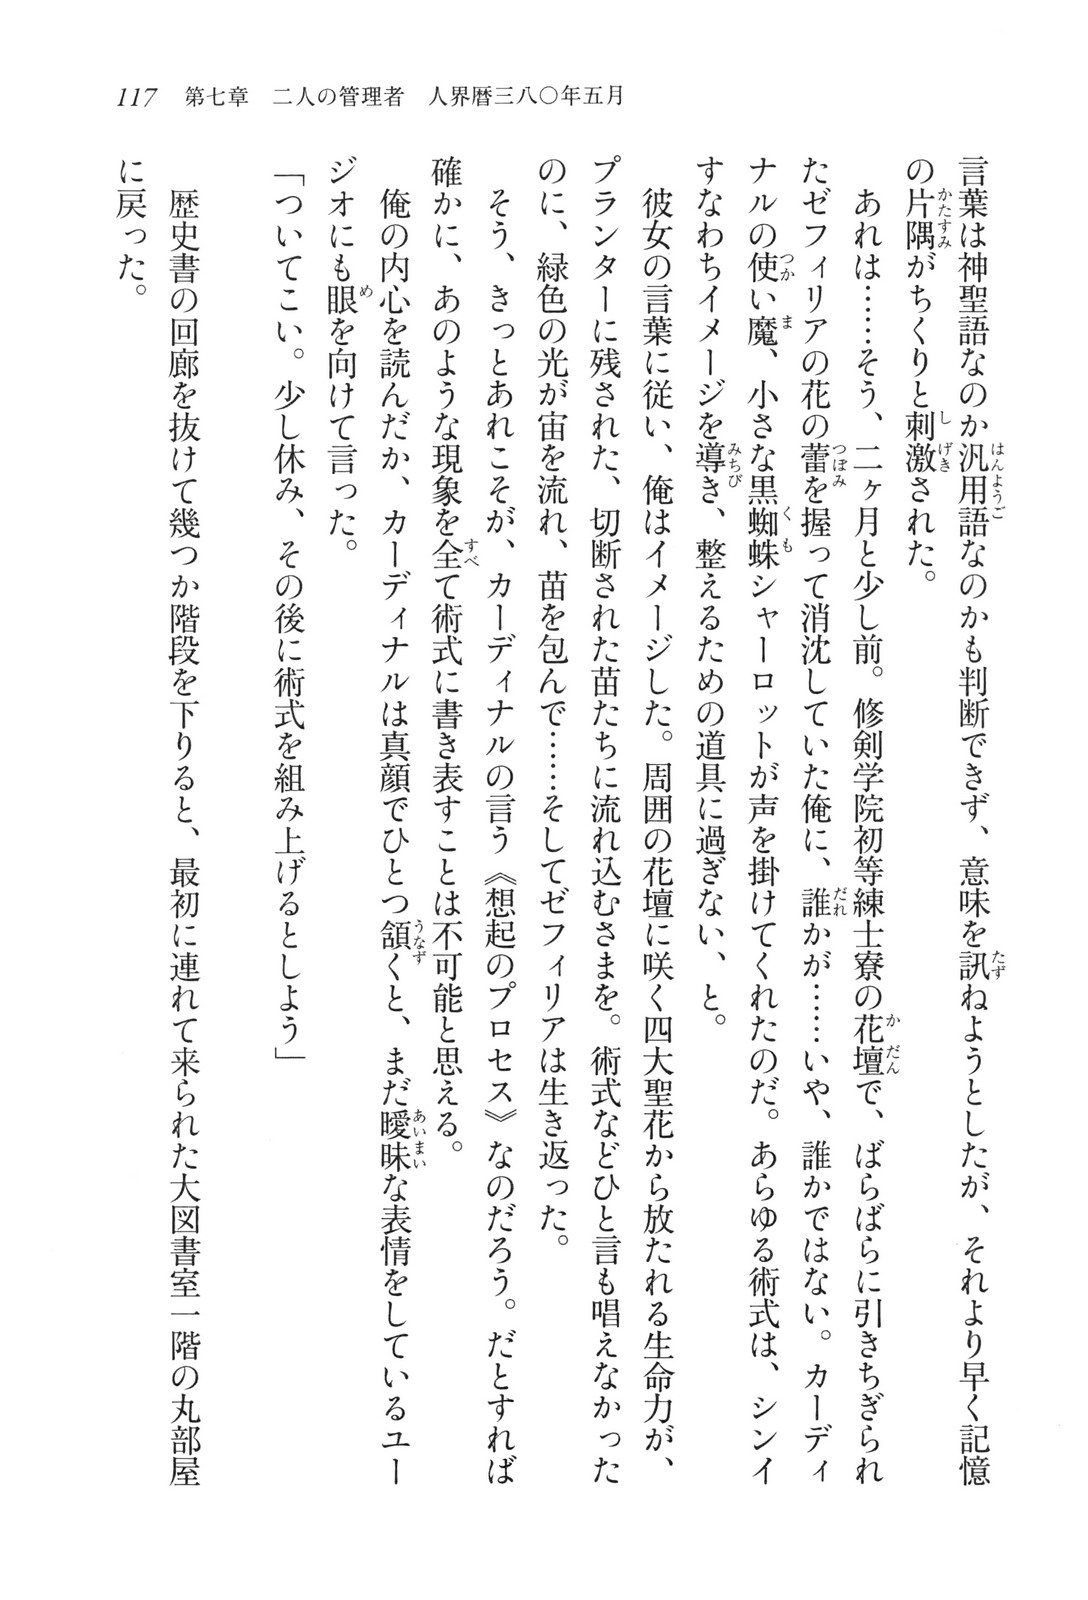 117　第七章　二人の管理者　人界暦三八〇年五月
言葉は神聖語なのか汎用語なのかも判断できず、意味を訊ねようとしたが、それより早く記憶
の片隅がちくりと刺激された。
　あれは……そう、二ヶ月と少し前。修剣学院初等練士寮の花壇で、ばらばらに引きちぎられ
たゼフィリアの花の蕾を握って消沈していた俺に、誰かが……いや、誰かではない。カーディ
ナルの使い魔、小さな黒蜘蛛シャーロットが声を掛けてくれたのだ。あらゆる術式は、シンイ
すなわちイメージを導き、整えるための道具に過ぎない、と。
　彼女の言葉に従い、俺はイメージした。周囲の花壇に咲く四大聖花から放たれる生命力が、
プランターに残された、切断された苗たちに流れ込むさまを。術式などひと言も唱えなかった
のに、緑色の光が宙を流れ、苗を包んで……そしてゼフィリアは生き返った。
　そう、きっとあれこそが、カーディナルの言う《想起のプロセス》なのだろう。だとすれば
確かに、あのような現象を全て術式に書き表すことは不可能と思える。
　俺の内心を読んだか、カーディナルは真顔でひとつ頷くと、まだ曖昧な表情をしているユー
ジオにも眼を向けて言った。
「ついてこい。少し休み、その後に術式を組み上げるとしよう」
　歴史書の回廊を抜けて幾つか階段を下りると、最初に連れて来られた大図書室一階の丸部屋
に戻った。